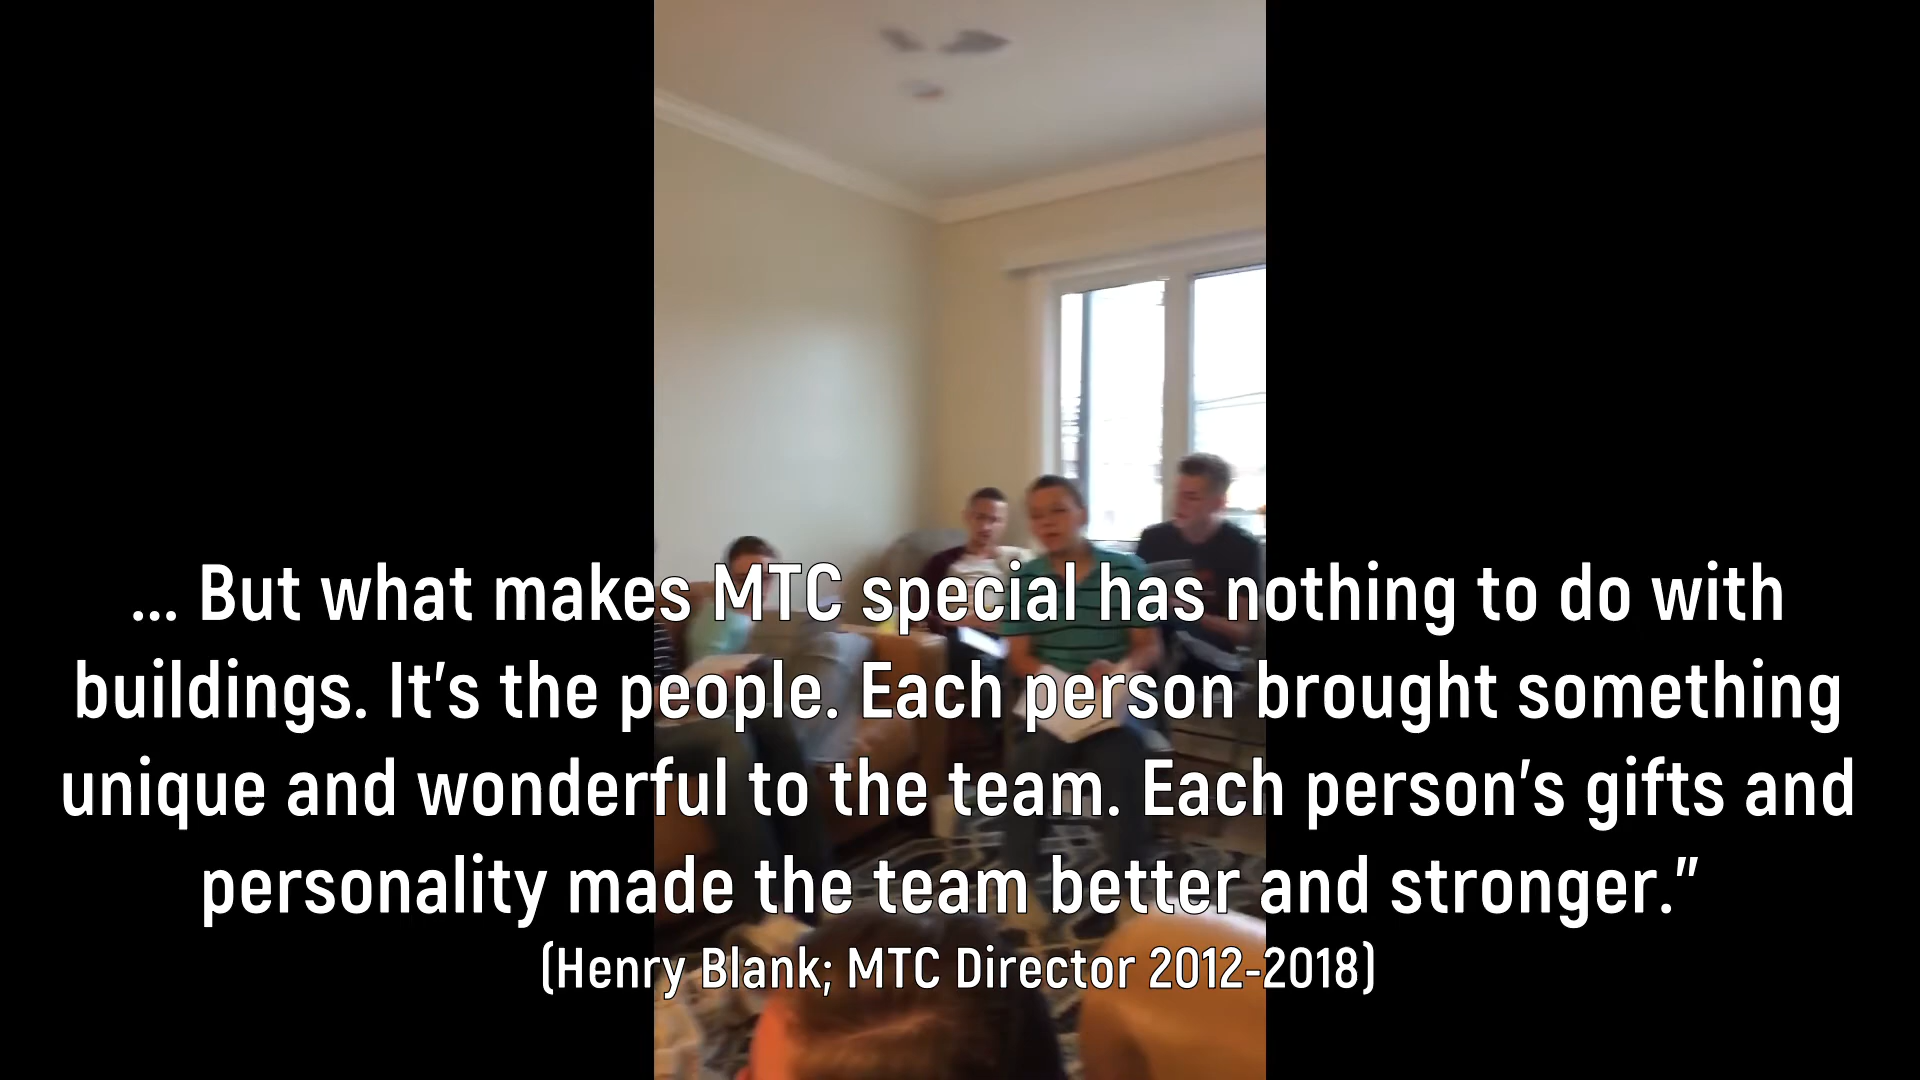 ... But what makes MTC special has nothing to do with
buildings. It's the people. Each person brought something
unique and wonderful to the team. Each person's gifts and
personality made the team better and stronger.”
(Henry Blank; MTC Director 2012-2018)